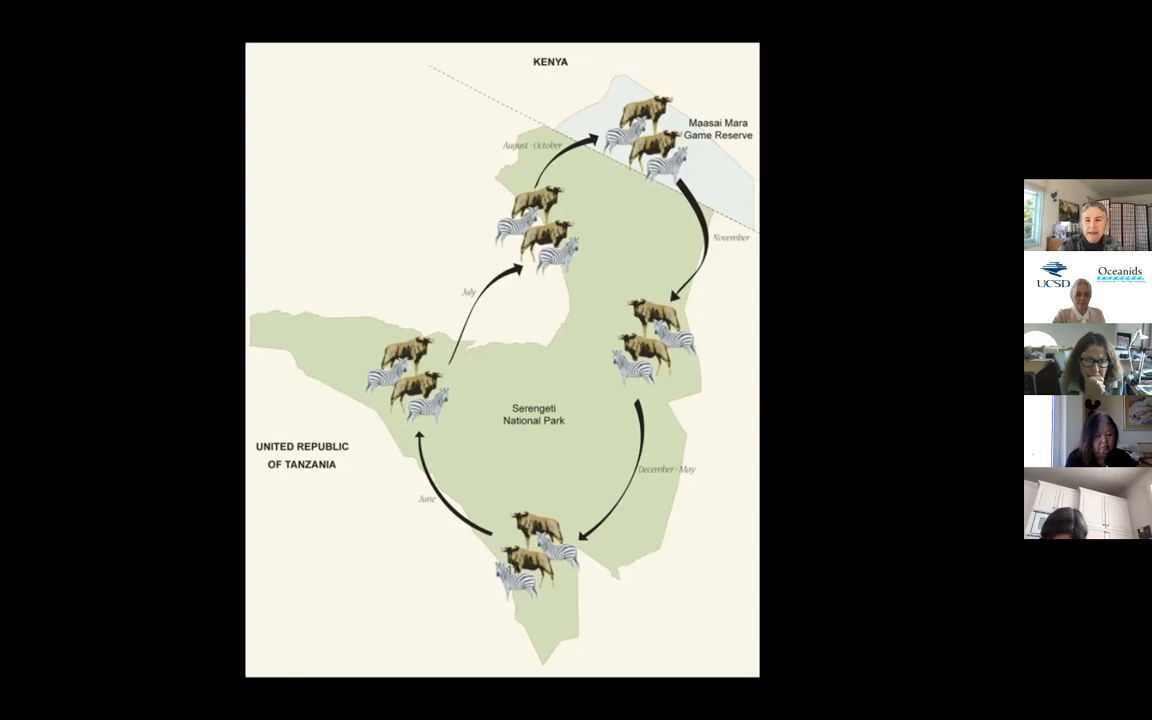 KENYA
Maasai Mara
Game Reserve
August - October
November
July
Serengeti
National Park
UNITED REPUBLIC
OF TANZANIA
December - May
June
UCSD
Oceanids